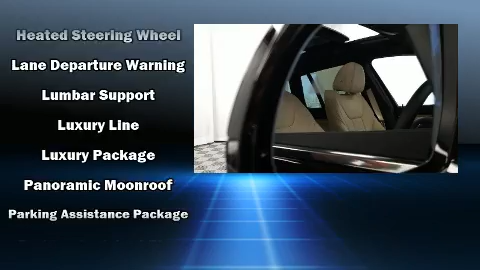 Heated Steering Wheel
Lane Departure Warning
Lumbar Support
Luxury Line
Luxury Package
Panoramic Moonroof
Parking Assistance Package